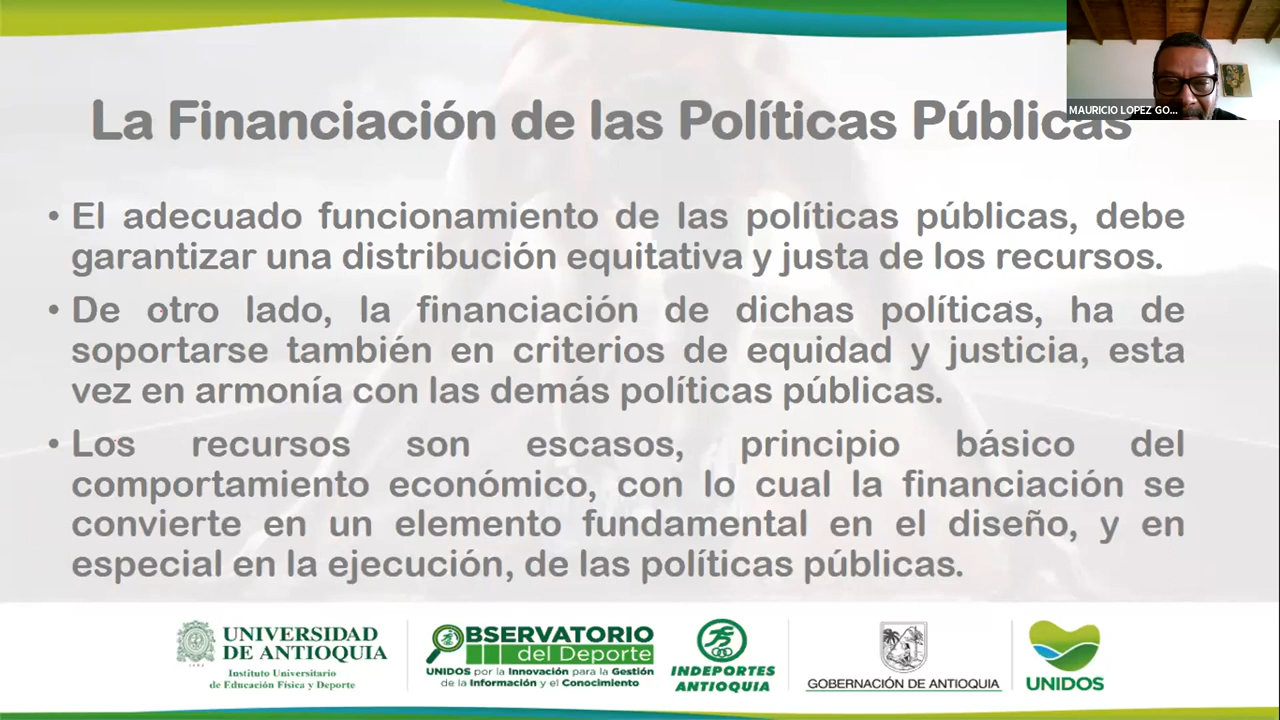 La Financiación de las Políticas Públicas
MAURICIO LOPEZ GO...
• El adecuado funcionamiento de las políticas públicas, debe
garantizar una distribución equitativa y justa de los recursos.
• De otro lado, la financiación de dichas políticas, ha de
soportarse también en criterios de equidad y justicia, esta
vez en armonía con las demás políticas públicas.
• Los recursos son escasos, principio básico del
comportamiento económico, con lo cual la financiación se
convierte en un elemento fundamental en el diseño, y en
especial en la ejecución, de las políticas públicas.
UNIVERSIDAD
DE ANTIOQUIA
Instituto Universitario
de Educación Física y Deporte
OBSERVATORIO
del Deporte
UNIDOS por la Innovación para la Gestión
de la Información y el Conocimiento
INDEPORTES
ANTIOQUIA
GOBERNACIÓN DE ANTIOQUIA
UNIDOS